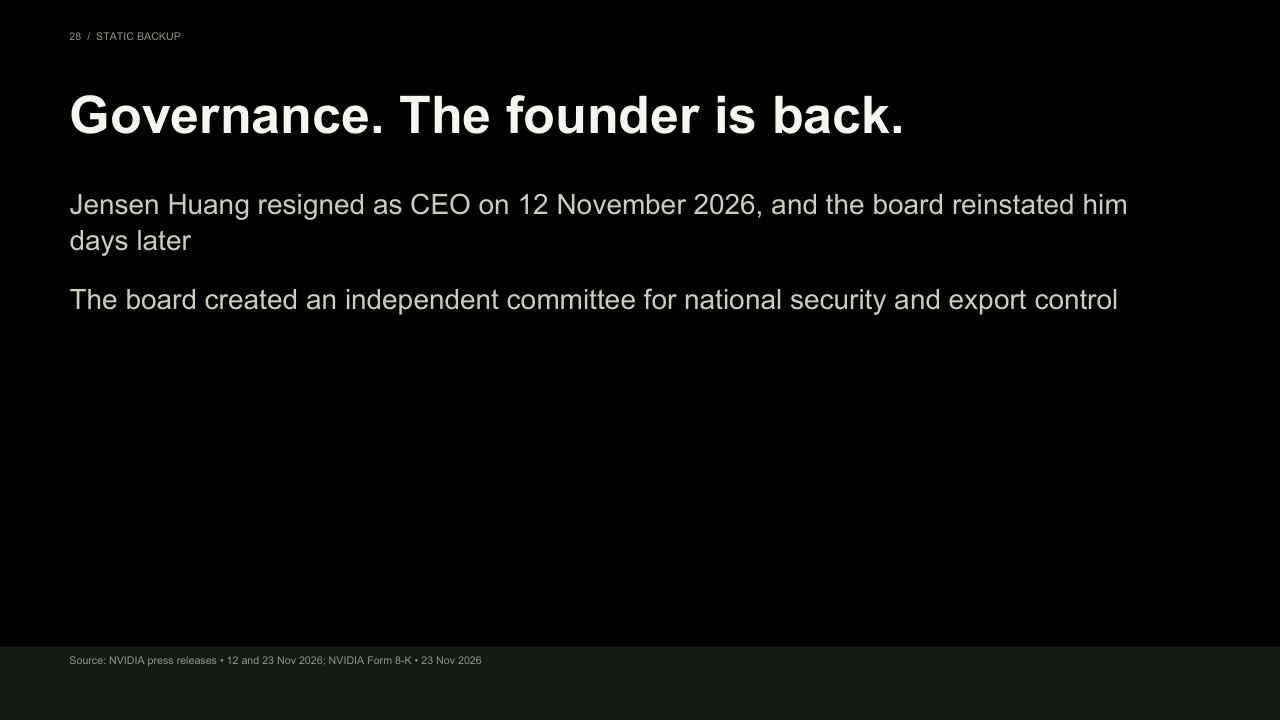 28 / STATIC BACKUP
Governance. The founder is back.
Jensen Huang resigned as CEO on 12 November 2026, and the board reinstated him
days later
The board created an independent committee for national security and export control
Source: NVIDIA press releases • 12 and 23 Nov 2026; NVIDIA Form 8-K • 23 Nov 2026